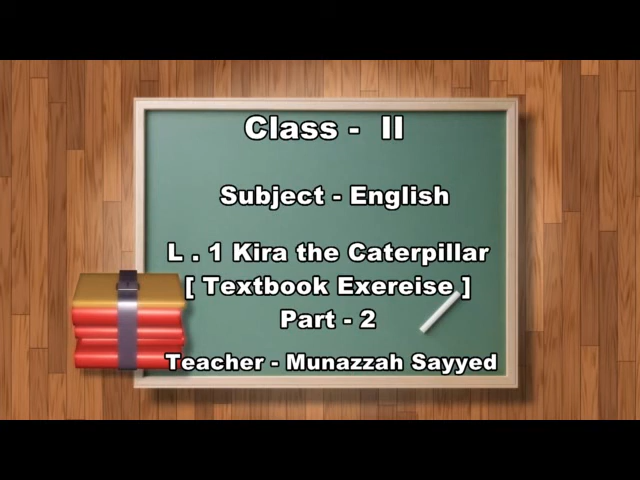 Class - II
Subject - English
L . 1 Kira the Caterpillar
[ Textbook Exereise ]
Part - 2
Teacher - Munazzah Sayyed